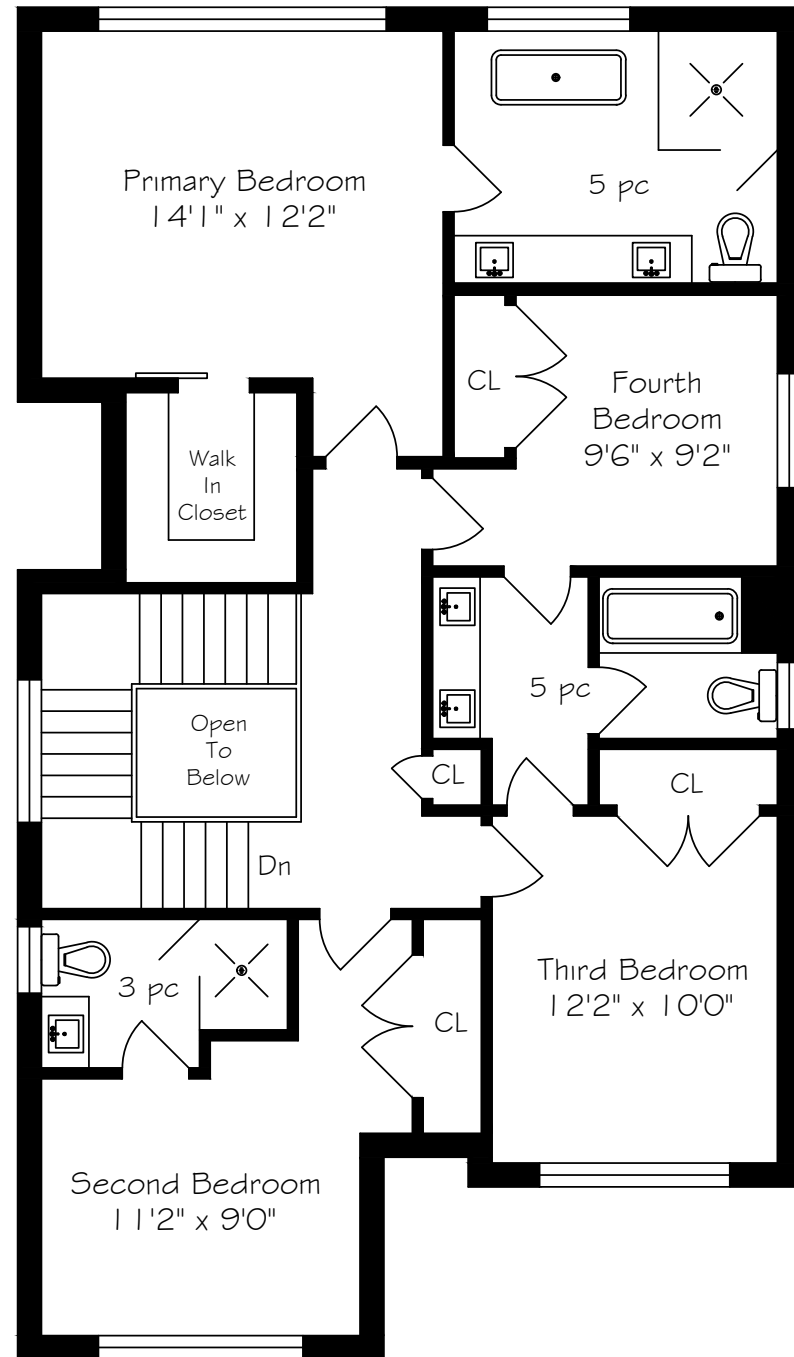 Primary Bedroom
14'1" x 12'2"
5 pc
CL
Fourth
Bedroom
9'6" x 9'2"
Walk
In
Closet
5 pc
Open
To
Below
CL
CL
Dn
3 pc
CL
Third Bedroom
12'2" x 10'0"
Second Bedroom
11'2" x 9'0"